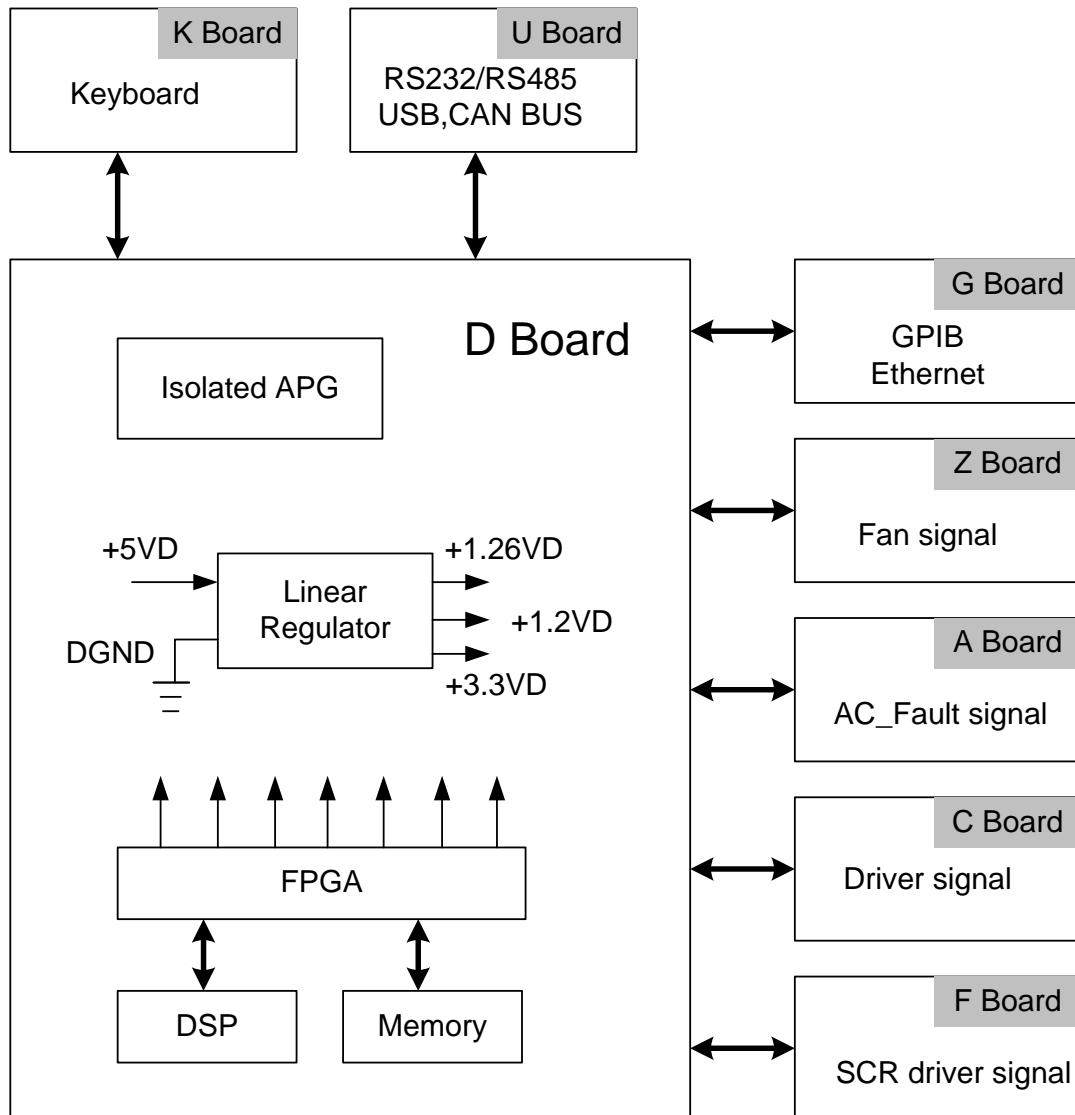 K Board
Keyboard
U Board
RS232/RS485
USB,CAN BUS
D Board
Isolated APG
+5VD
DGND
Linear
Regulator
+1.26VD
+1.2VD
+3.3VD
FPGA
DSP
Memory
G Board
GPIB
Ethernet
Z Board
Fan signal
A Board
AC_Fault signal
C Board
Driver signal
F Board
SCR driver signal